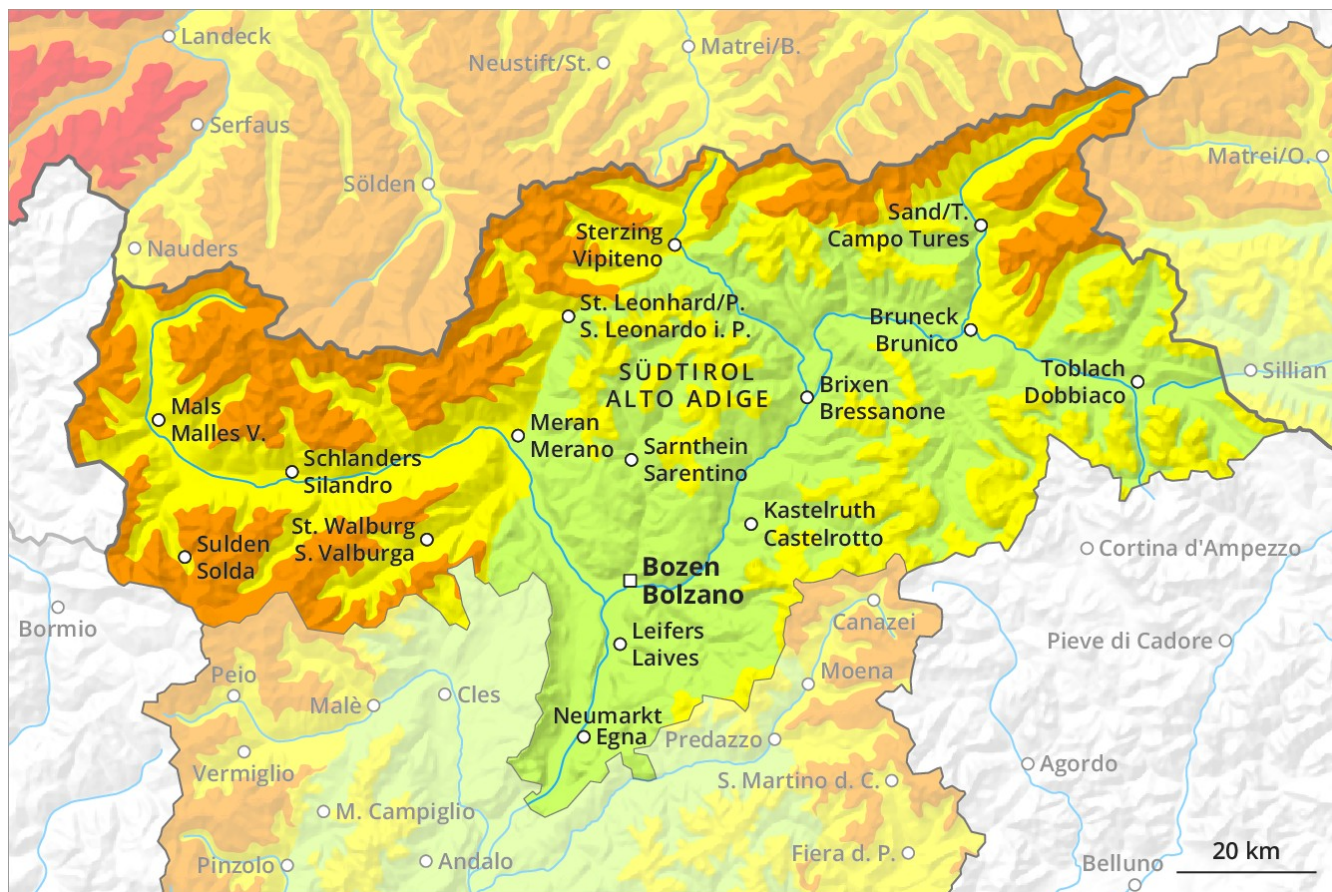 Landeck
Matrei/B.
Neustift/St.
Serfaus
Matrei/O.
Sölden
Nauders
Sand/T.
Campo Tures
Sterzing
Vipiteno
St. Leonhard/P.
S. Leonardo i. P.
Bruneck
Brunico
SÜDTIROL
ALTO ADIGE
Toblach
Dobbiaco
Sillian
Brixen
Bressanone
Mals
Malles V.
Meran
Merano
Sarnthein
Sarentino
Schlanders
Silandro
Kastelruth
Castelrotto
St. Walburg
S. Valburga
Sulden
Solda
Cortina d'Ampezzo
Bozen
Bolzano
Bormio
Canazei
Leifers
Laives
Pieve di Cadore
Peio
Moena
Malè
Cles
Neumarkt
Egna
Predazzo
Vermiglio
Agordo
S. Martino d. C.
M. Campiglio
20 km
Pinzolo
Andalo
Fiera d. P.
Belluno